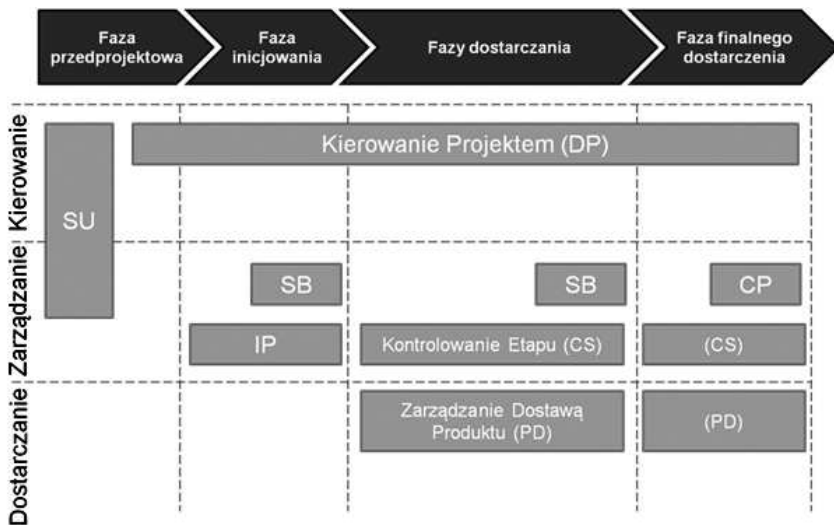 Faza
przedprojektowa
Faza
inicjowania
Fazy dostarczania
Faza finalnego
dostarczenia
Kierowanie
Kierowanie Projektem (DP)
SU
Zarządzanie
SB
SB
CP
IP
Kontrolowanie Etapu (CS)
(CS)
Dostarczanie
Zarządzanie Dostawą
Produktu (PD)
(PD)